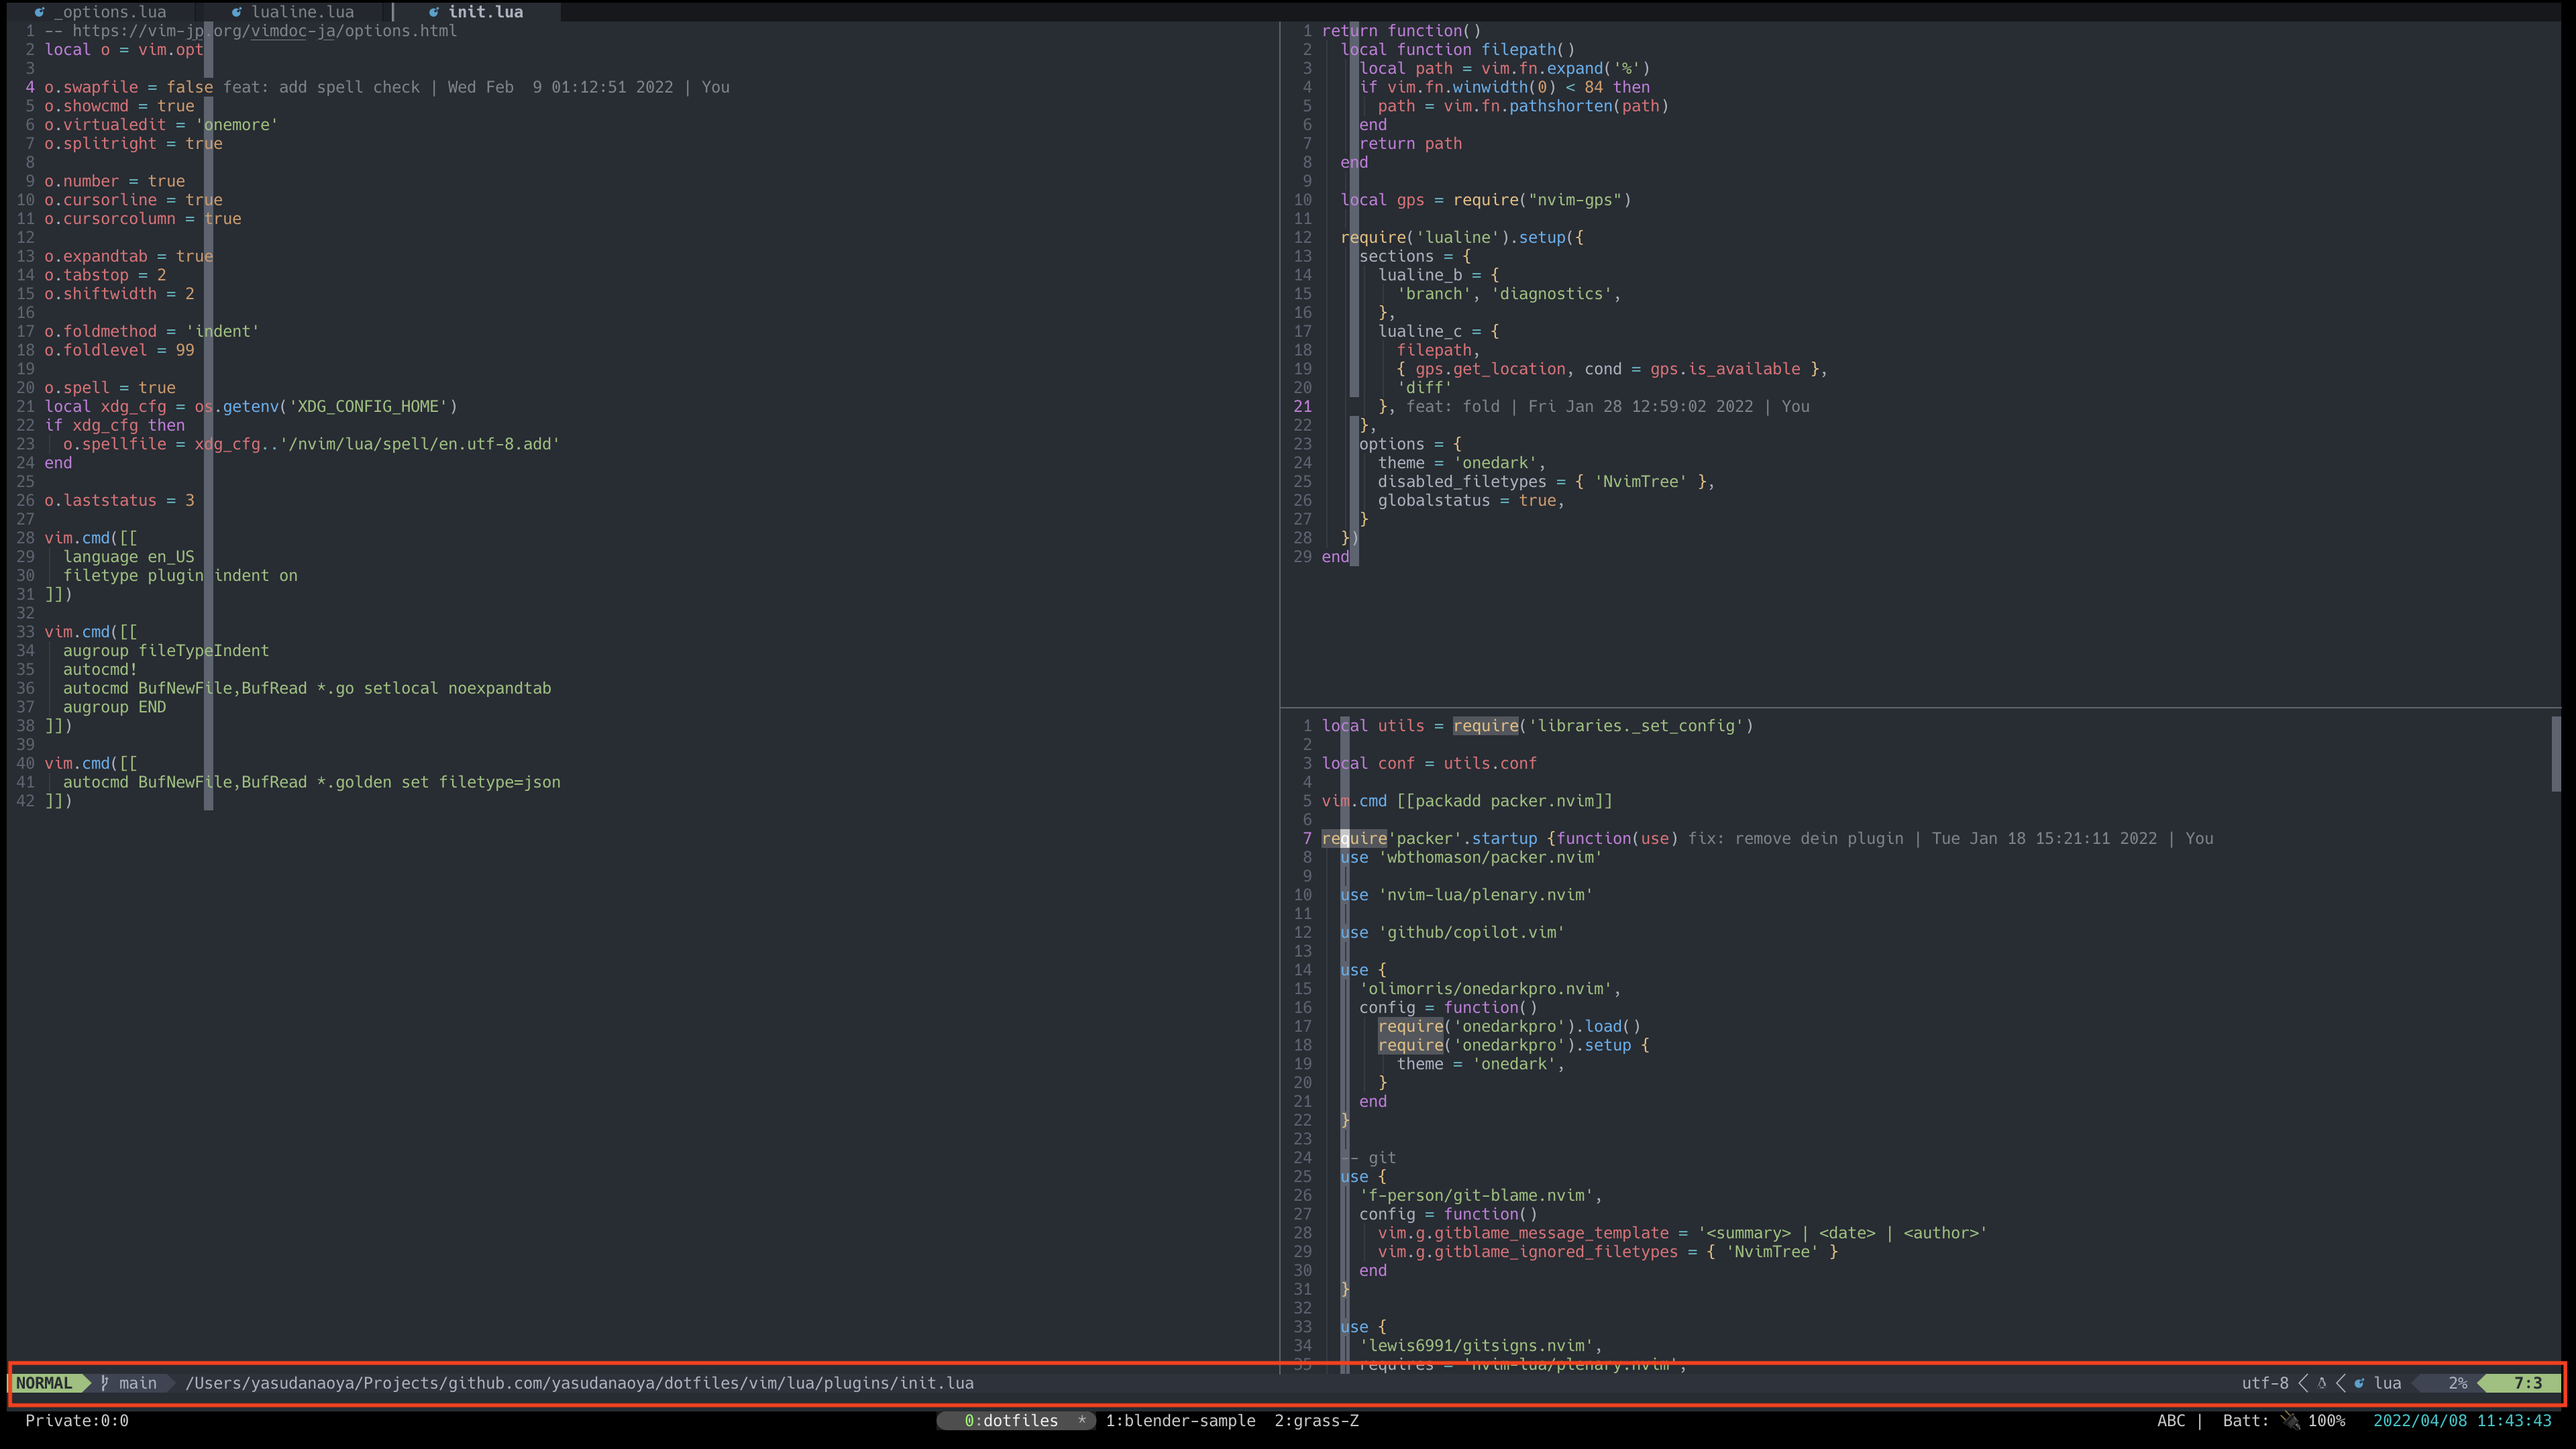 _options.lua lualine.lua init.lua
1 -- https://vim-jp.org/vimdoc-ja/options.html
2 local o = vim.opt
3
4 o.swapfile = false feat: add spell check | Wed Feb  9 01:12:51 2022 | You
5 o.showcmd = true
6 o.virtualedit = 'onemore'
7 o.splitright = true
8
9 o.number = true
10 o.cursorline = true
11 o.cursorcolumn = true
12
13 o.expandtab = true
14 o.tabstop = 2
15 o.shiftwidth = 2
16
17 o.foldmethod = 'indent'
18 o.foldlevel = 99
19
20 o.spell = true
21 local xdg_cfg = os.getenv('XDG_CONFIG_HOME')
22 if xdg_cfg then
23   o.spellfile = xdg_cfg..'/nvim/lua/spell/en.utf-8.add'
24 end
25
26 o.laststatus = 3
27
28 vim.cmd([[
29   language en_US
30   filetype plugin indent on
31 ]])
32
33 vim.cmd([[
34   augroup fileTypeIndent
35   autocmd!
36   autocmd BufNewFile,BufRead *.go setlocal noexpandtab
37   augroup END
38 ]])
39
40 vim.cmd([[
41   autocmd BufNewFile,BufRead *.golden set filetype=json
42 ]])
1 return function()
2   local function filepath()
3     local path = vim.fn.expand('%')
4     if vim.fn.winwidth(0) < 84 then
5       path = vim.fn.pathshorten(path)
6     end
7     return path
8   end
9
10   local gps = require("nvim-gps")
11
12   require('lualine').setup({
13     sections = {
14       lualine_b = {
15         'branch', 'diagnostics',
16       },
17       lualine_c = {
18         filepath,
19         { gps.get_location, cond = gps.is_available },
20         'diff'
21       }, feat: fold | Fri Jan 28 12:59:02 2022 | You
22     },
23     options = {
24       theme = 'onedark',
25       disabled_filetypes = { 'NvimTree' },
26       globalstatus = true,
27     }
28   })
29 end
1 local utils = require('libraries._set_config')
2
3 local conf = utils.conf
4
5 vim.cmd [[packadd packer.nvim]]
6
7 require'packer'.startup {function(use) fix: remove dein plugin | Tue Jan 18 15:21:11 2022 | You
8   use 'wbthomason/packer.nvim'
9
10   use 'nvim-lua/plenary.nvim'
11
12   use 'github/copilot.vim'
13
14   use {
15     'olimorris/onedarkpro.nvim',
16     config = function()
17       require('onedarkpro').load()
18       require('onedarkpro').setup {
19         theme = 'onedark',
20       }
21     end
22   }
23
24   -- git
25   use {
26     'f-person/git-blame.nvim',
27     config = function()
28       vim.g.gitblame_message_template = '<summary> | <date> | <author>'
29       vim.g.gitblame_ignored_filetypes = { 'NvimTree' }
30     end
31   }
32
33   use {
34     'lewis6991/gitsigns.nvim',
35     requires = 'nvim-lua/plenary.nvim',
NORMAL main /Users/yasudanaoya/Projects/github.com/yasudanaoya/dotfiles/vim/lua/plugins/init.lua utf-8 lua 2% 7:3
Private:0:0 0:dotfiles * 1:blender-sample 2:grass-Z ABC | Batt: 100% 2022/04/08 11:43:43